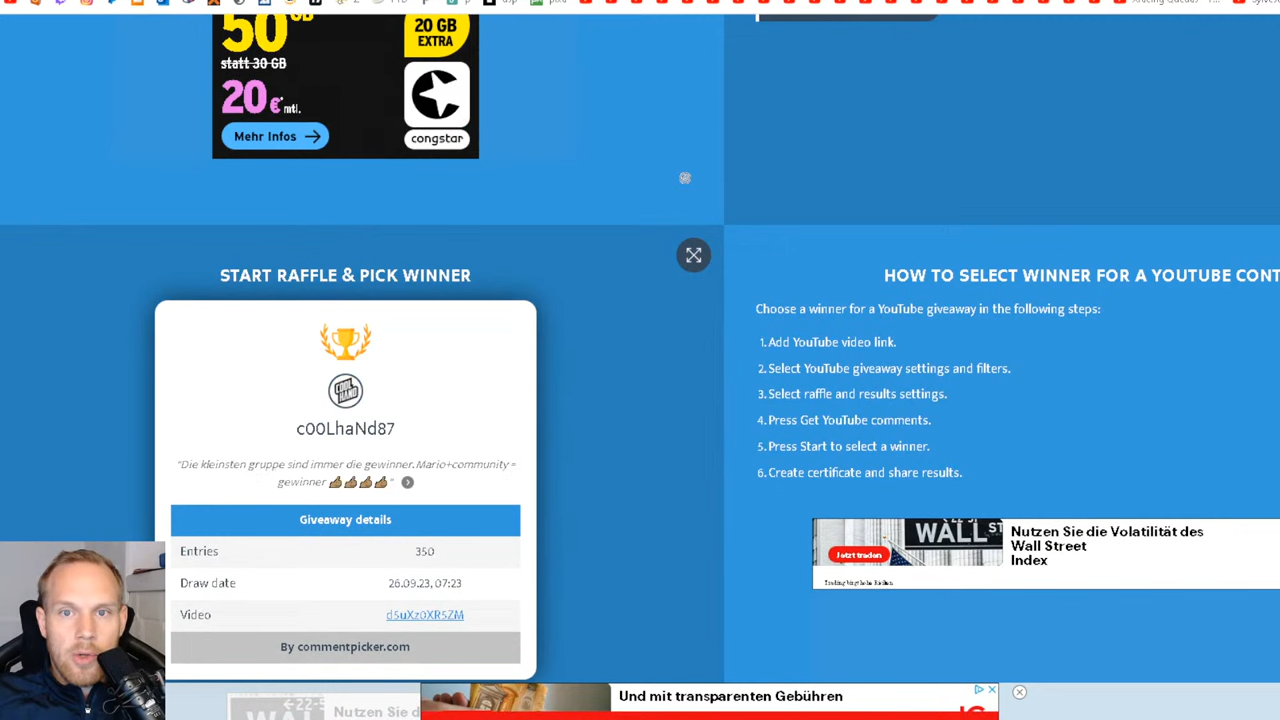 50 GB
statt 30 GB
20 €* mtl.
Mehr Infos
20 GB
EXTRA
congstar
START RAFFLE & PICK WINNER
COOL
HAND
c00LhaNd87
"Die kleinsten gruppe sind immer die gewinner. Mario+community =
gewinner 👍🏾👍🏾👍🏾👍🏾"
Giveaway details
Entries 350
Draw date 26.09.23, 07:23
Video d5uXz0XR5ZM
By commentpicker.com
HOW TO SELECT WINNER FOR A YOUTUBE CONT
Choose a winner for a YouTube giveaway in the following steps:
1. Add YouTube video link.
2. Select YouTube giveaway settings and filters.
3. Select raffle and results settings.
4. Press Get YouTube comments.
5. Press Start to select a winner.
6. Create certificate and share results.
WALL ST
Jetzt traden
Nutzen Sie die Volatilität des
Wall Street
Index
Nutzen Sie d
Und mit transparenten Gebühren